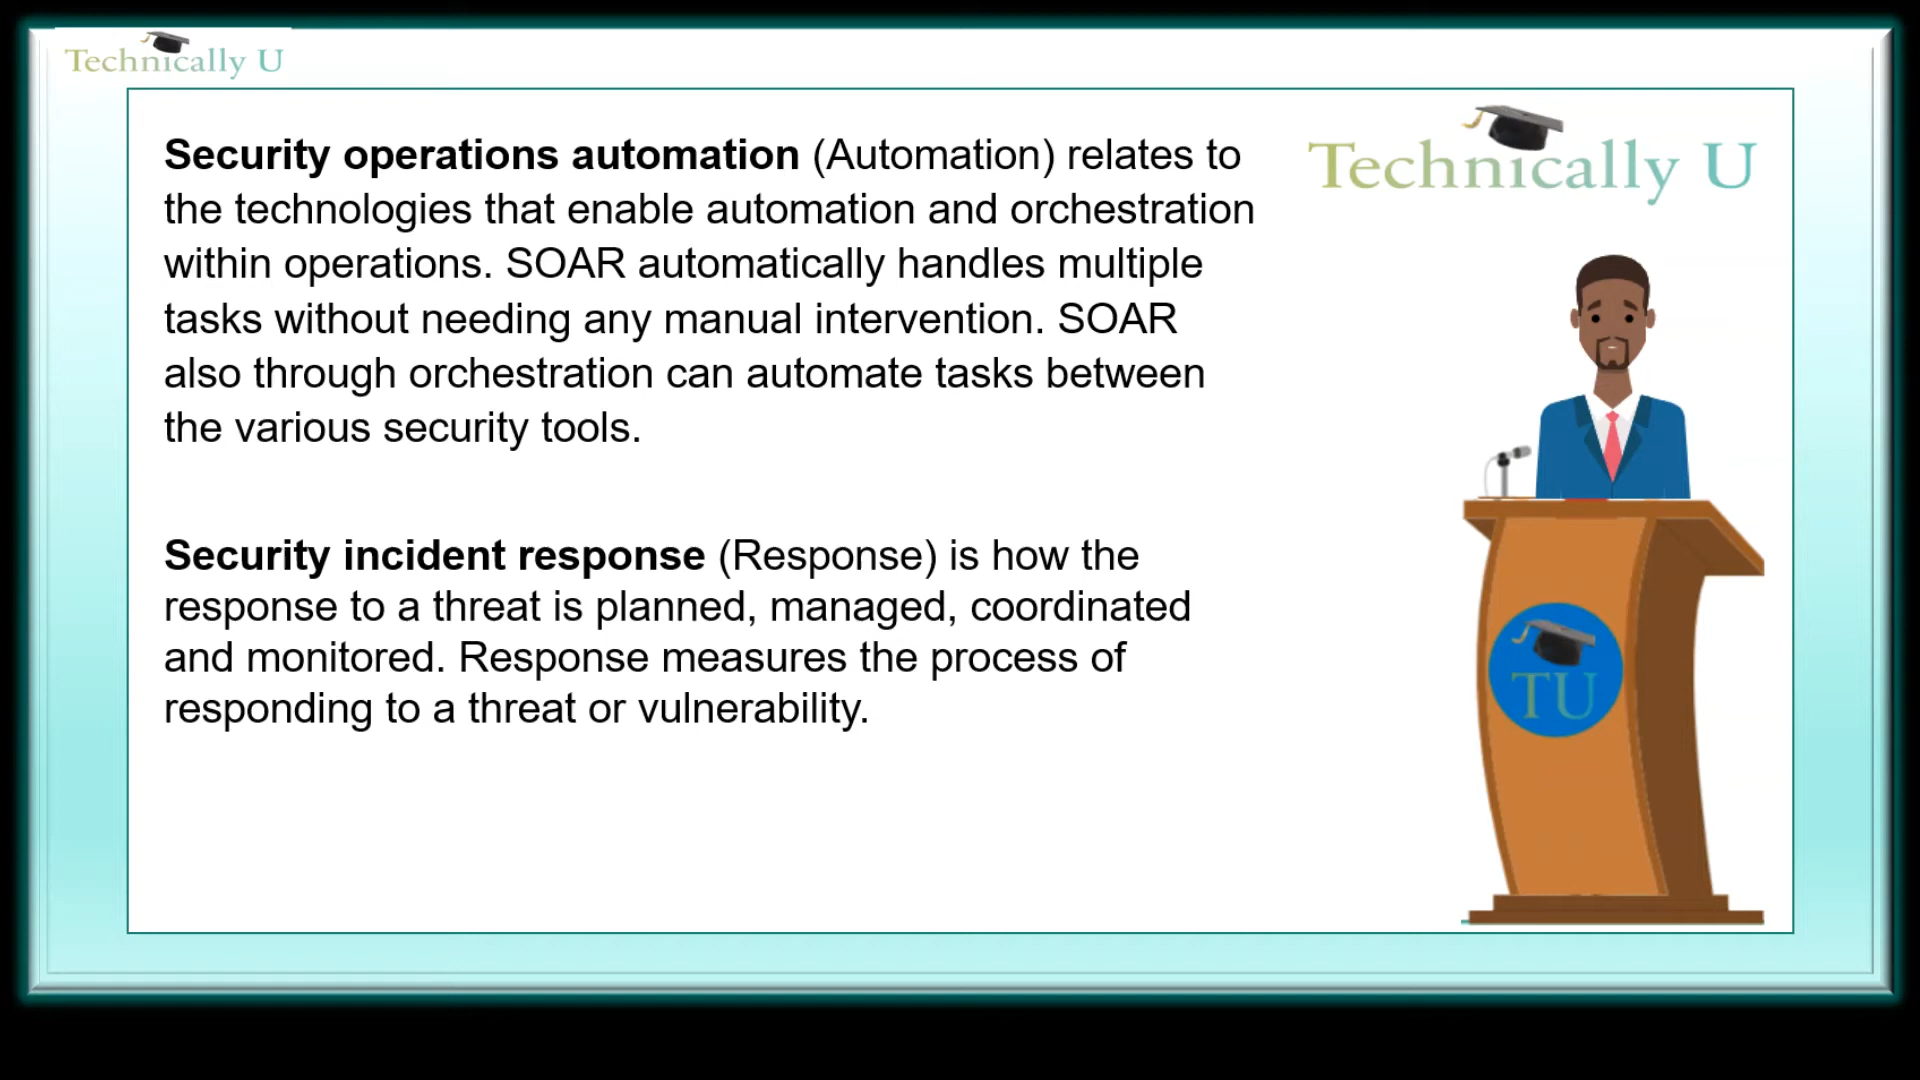 Technically U
Technically U
Security operations automation (Automation) relates to
the technologies that enable automation and orchestration
within operations. SOAR automatically handles multiple
tasks without needing any manual intervention. SOAR
also through orchestration can automate tasks between
the various security tools.
Security incident response (Response) is how the
response to a threat is planned, managed, coordinated
and monitored. Response measures the process of
responding to a threat or vulnerability.
TU